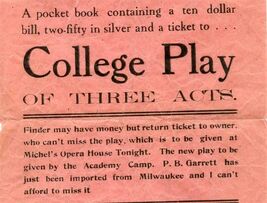 A pocket book containing a ten dollar
bill, two-fifty in silver and a ticket to . . .
College Play
OF THREE ACTS.
Finder may have money but return ticket to owner,
who can't miss the play, which is to be given at
Michel's Opera House Tonight. The new play to be
given by the Academy Camp. P. B. Garrett has
just been imported from Milwaukee and I can't
afford to miss it